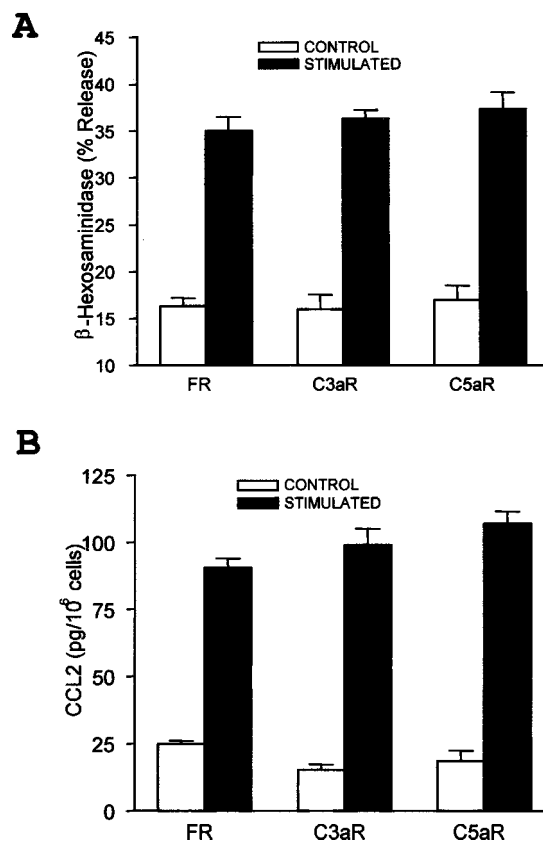 A
CONTROL
STIMULATED
β-Hexosaminidase (% Release)
45
40
35
30
25
20
15
10
FR C3aR C5aR
B
CONTROL
STIMULATED
CCL2 (pg/10⁶ cells)
125
100
75
50
25
0
FR C3aR C5aR